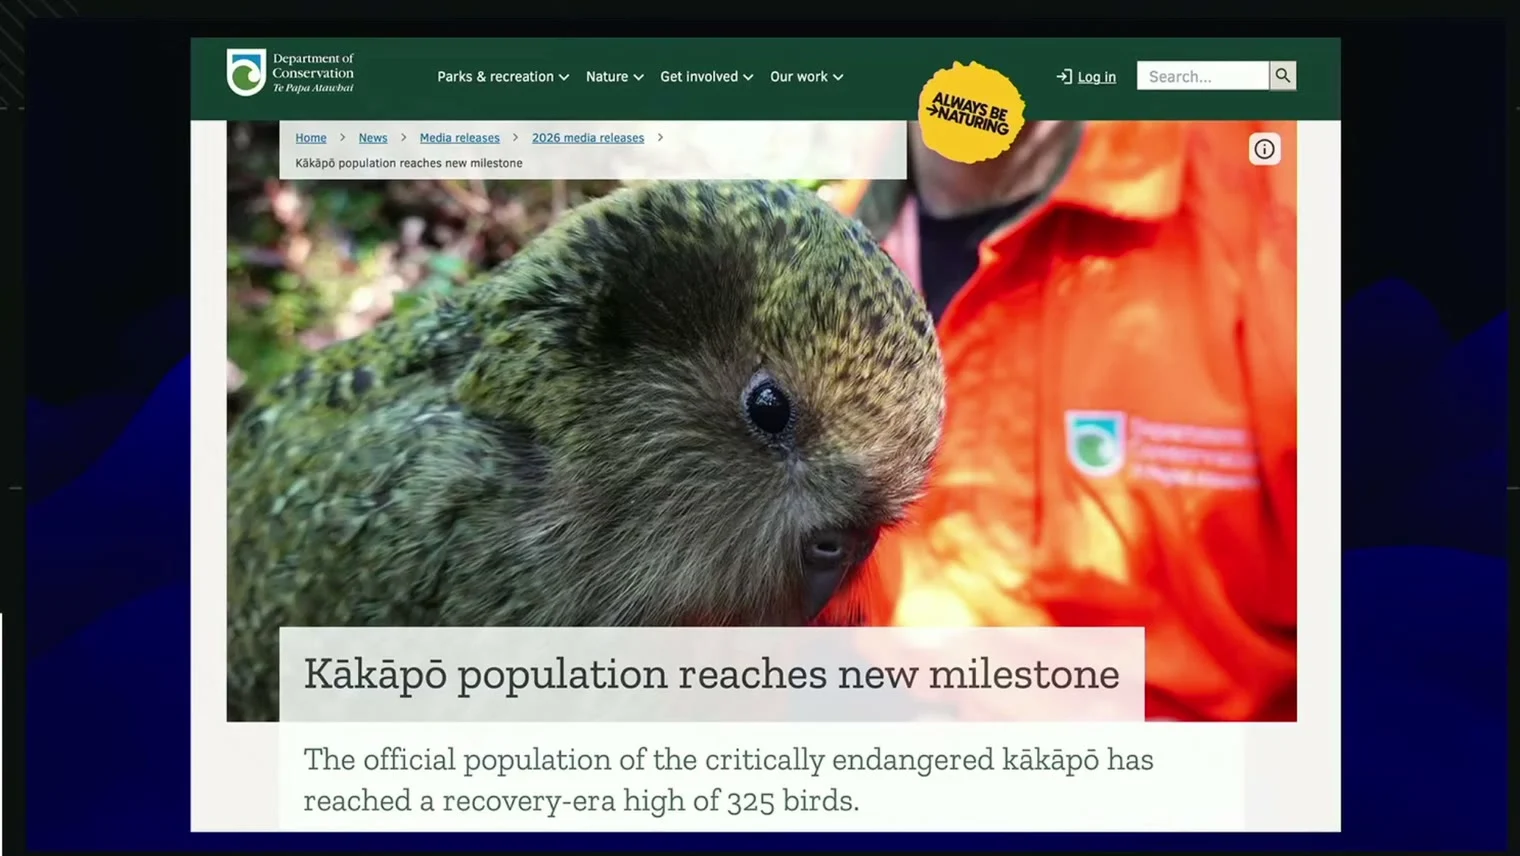 Department of
Conservation
Te Papa Atawhai
Parks & recreation
Nature
Get involved
Our work
Log in
Search...
ALWAYS BE
NATURING
Home > News > Media releases > 2026 media releases >
Kākāpō population reaches new milestone
Kākāpō population reaches new milestone
The official population of the critically endangered kākāpō has
reached a recovery-era high of 325 birds.